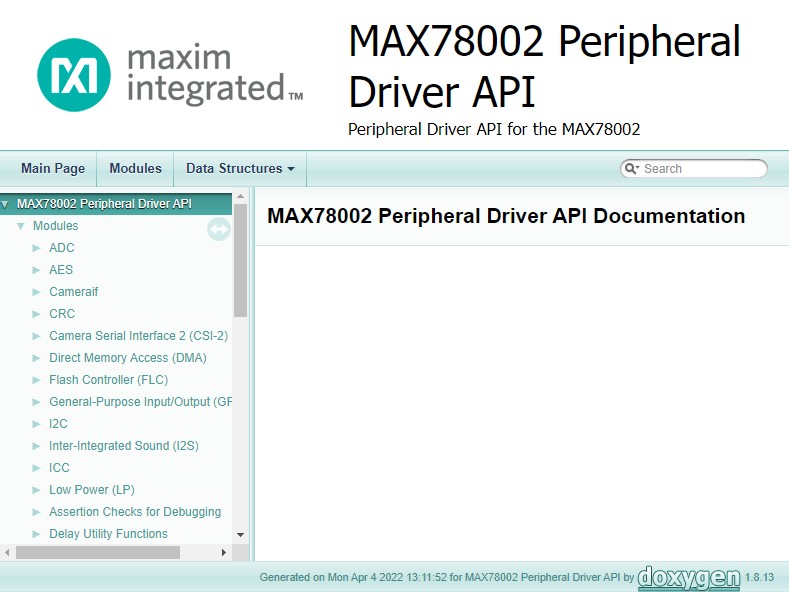 maxim
integrated™
MAX78002 Peripheral
Driver API
Peripheral Driver API for the MAX78002
Main Page
Modules
Data Structures
Search
MAX78002 Peripheral Driver API
Modules
ADC
AES
Cameraif
CRC
Camera Serial Interface 2 (CSI-2)
Direct Memory Access (DMA)
Flash Controller (FLC)
General-Purpose Input/Output (GF
I2C
Inter-Integrated Sound (I2S)
ICC
Low Power (LP)
Assertion Checks for Debugging
Delay Utility Functions
MAX78002 Peripheral Driver API Documentation
Generated on Mon Apr 4 2022 13:11:52 for MAX78002 Peripheral Driver API by doxygen 1.8.13